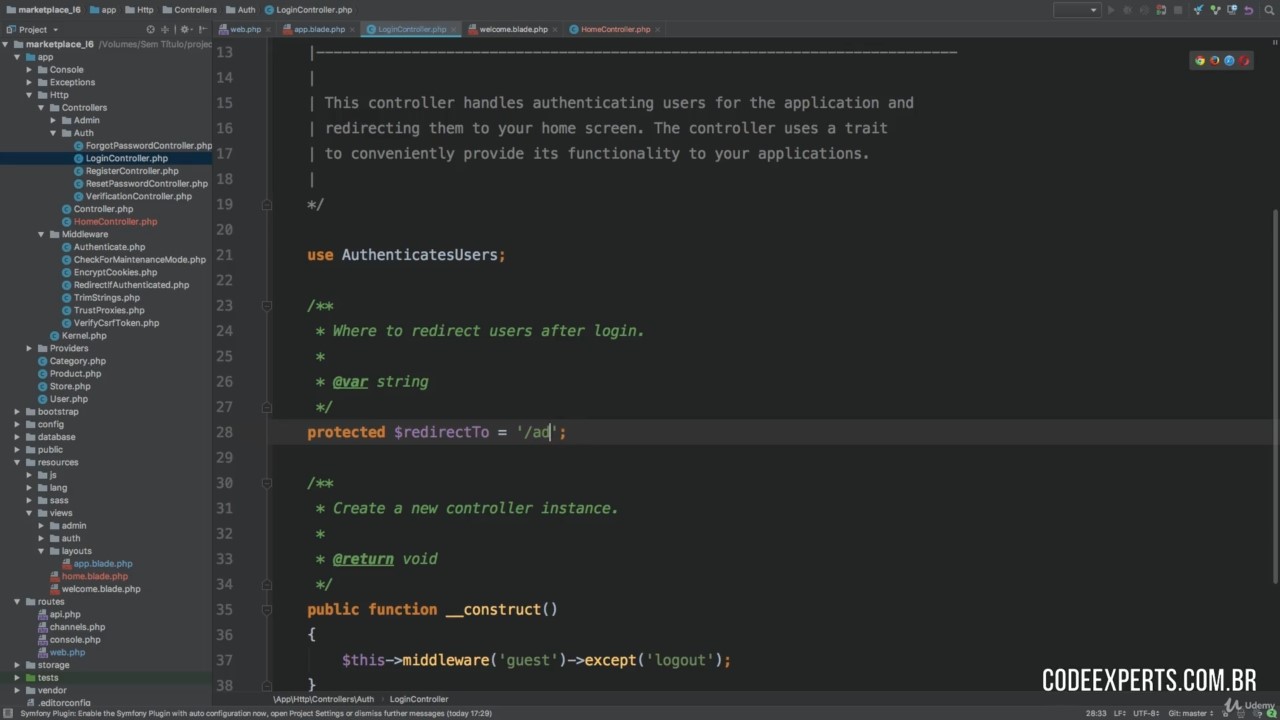 marketplace_l6 app Http Controllers Auth LoginController.php
Project
web.php app.blade.php LoginController.php welcome.blade.php HomeController.php
marketplace_l6 /Volumes/Sem Título/projec
app
Console
Exceptions
Http
Controllers
Admin
Auth
ForgotPasswordController.php
LoginController.php
RegisterController.php
ResetPasswordController.php
VerificationController.php
Controller.php
HomeController.php
Middleware
Authenticate.php
CheckForMaintenanceMode.php
EncryptCookies.php
RedirectIfAuthenticated.php
TrimStrings.php
TrustProxies.php
VerifyCsrfToken.php
Kernel.php
Providers
Category.php
Product.php
Store.php
User.php
bootstrap
config
database
public
resources
js
lang
sass
views
admin
auth
layouts
app.blade.php
home.blade.php
welcome.blade.php
routes
api.php
channels.php
console.php
web.php
storage
tests
vendor
.editorconfig
13 |--------------------------------------------------------------------------
14 |
15 | This controller handles authenticating users for the application and
16 | redirecting them to your home screen. The controller uses a trait
17 | to conveniently provide its functionality to your applications.
18 |
19 */
20
21 use AuthenticatesUsers;
22
23 /**
24 * Where to redirect users after login.
25 *
26 * @var string
27 */
28 protected $redirectTo = '/ad';
29
30 /**
31 * Create a new controller instance.
32 *
33 * @return void
34 */
35 public function __construct()
36 {
37 $this->middleware('guest')->except('logout');
38 }
\App\Http\Controllers\Auth LoginController
CODEEXPERTS.COM.BR
Udemy
Symfony Plugin: Enable the Symfony Plugin with auto configuration now, open Project Settings or dismiss further messages (today 17:29)
28:33 LF UTF-8 Git: master